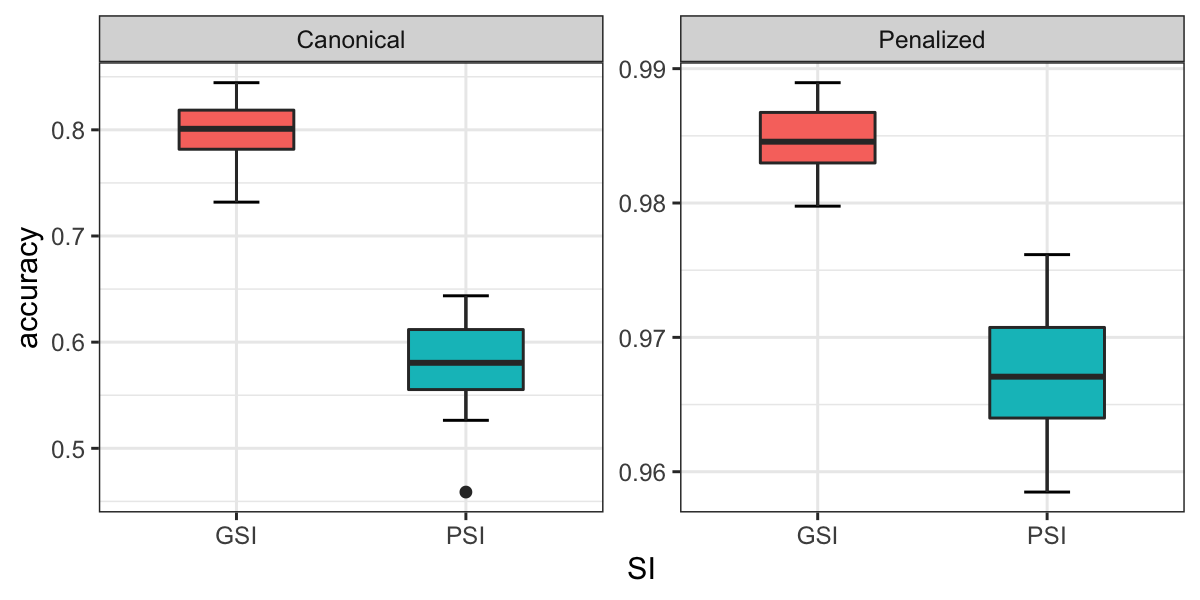 Canonical
Penalized
accuracy
0.8
0.7
0.6
0.5
0.99
0.98
0.97
0.96
GSI
PSI
GSI
PSI
SI